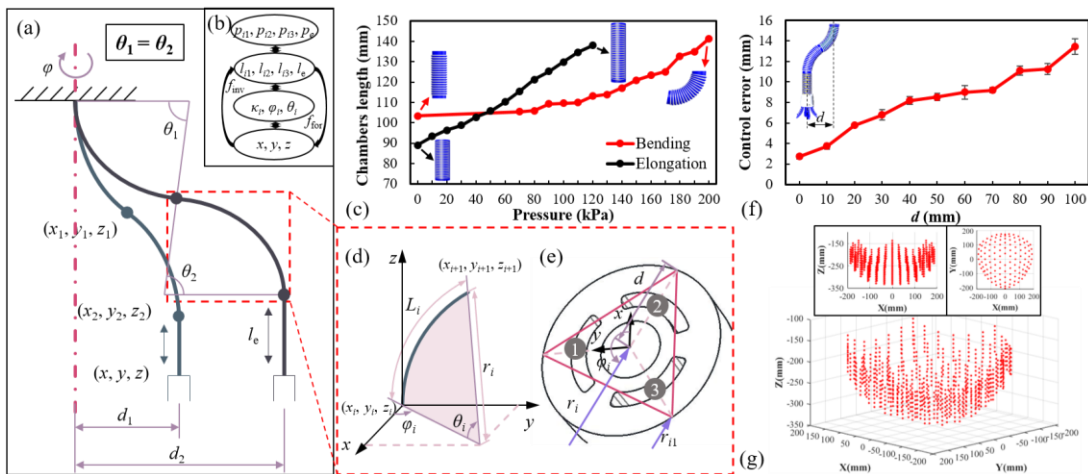 (a)
θ1 = θ2
φ
θ1
(x1, y1, z1)
θ2
(x2, y2, z2)
le
(x, y, z)
d1
d2
(b)
pi1, pi2, pi3, pe
li1, li2, li3, le
finv
κi, φi, θi
ffor
x, y, z
(c)
Chambers length (mm)
150
140
130
120
110
100
90
80
70
0 20 40 60 80 100 120 140 160 180 200
Pressure (kPa)
Bending
Elongation
(f)
Control error (mm)
16
14
12
10
8
6
4
2
0
0 10 20 30 40 50 60 70 80 90 100
d (mm)
d
(d)
z
(xi+1, yi+1, zi+1)
Li
ri
(xi, yi, zi)
φi
θi
x
y
(e)
d
x
y
φi
1
2
3
ri
ri1
(g)
Z(mm)
-150
-250
-350
-200 -100 0 100 200
X(mm)
Y(mm)
200
100
0
-100
-200
-200 -100 0 100 200
X(mm)
Z(mm)
-100
-150
-200
-250
-300
-350
200 150 100 50 0 -50 -100 -150 -200
X(mm)
200 150 100 50 0 -50 -100 -150 -200
Y(mm)